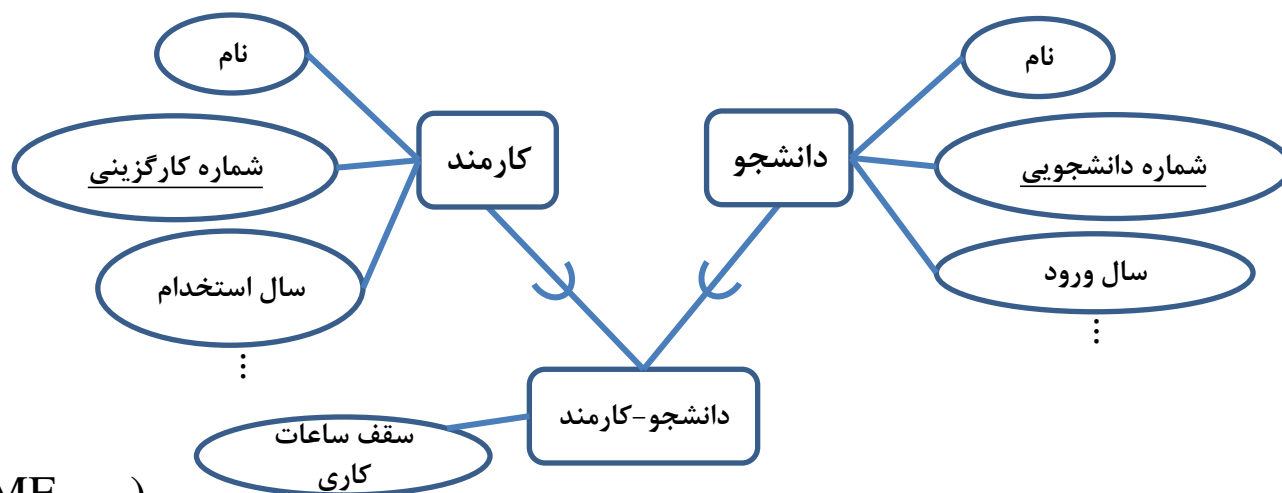 نام
نام
کارمند
دانشجو
شماره کارگزینی
شماره دانشجویی
سال استخدام
سال ورود
...
...
دانشجو-کارمند
سقف ساعات
کاری